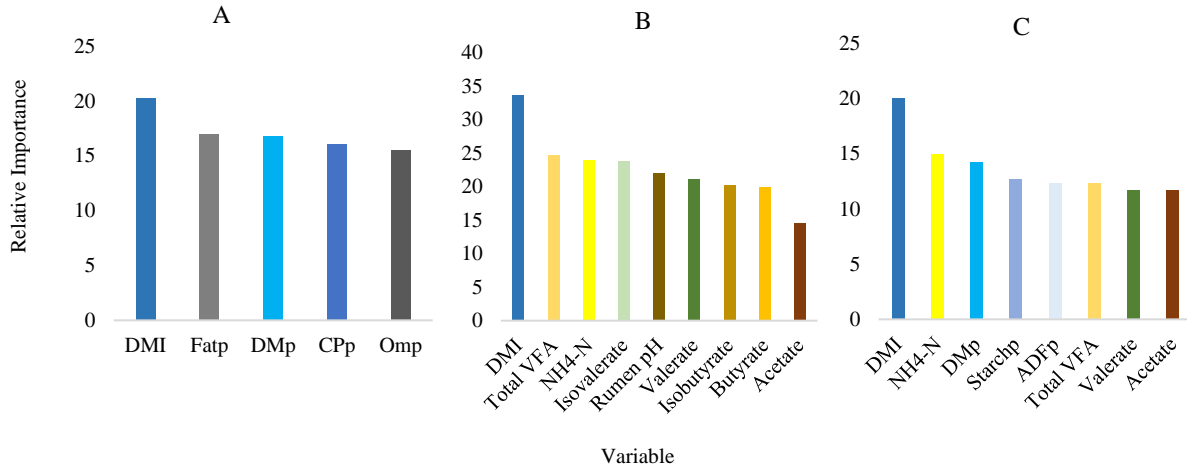 A
B
C
Relative Importance
25
20
15
10
5
0
DMI Fatp DMp CPp Omp
40
35
30
25
20
15
10
5
0
DMI Total VFA NH4-N Isovalerate Rumen pH Valerate Isobutyrate Butyrate Acetate
25
20
15
10
5
0
DMI NH4-N DMp Starchp ADFp Total VFA Valerate Acetate
Variable